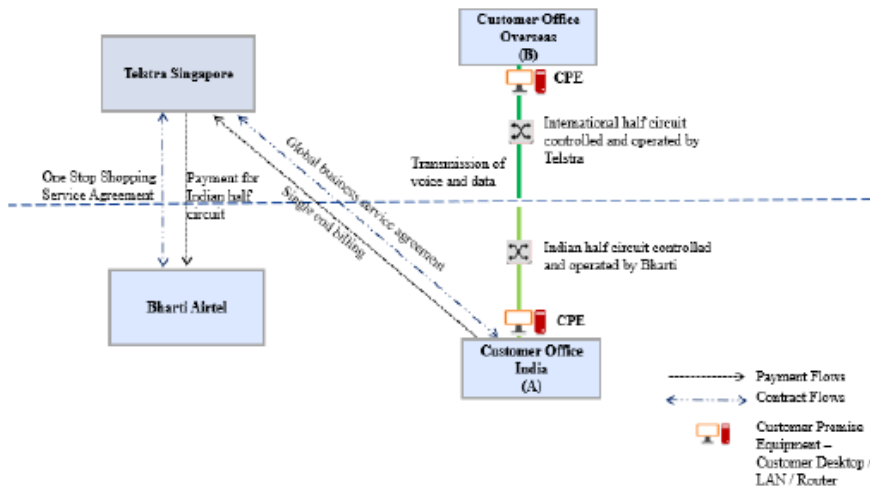 Customer Office
Overseas
(B)
Telstra Singapore
CPE
International half circuit
controlled and operated by
Telstra
Transmission of
voice and data
One Stop Shopping
Service Agreement
Payment for
Indian half
circuit
Global business service agreement
Single end billing
Indian half circuit controlled
and operated by Bharti
Bharti Airtel
CPE
Customer Office
India
(A)
Payment Flows
Contract Flows
Customer Premise
Equipment –
Customer Desktop /
LAN / Router